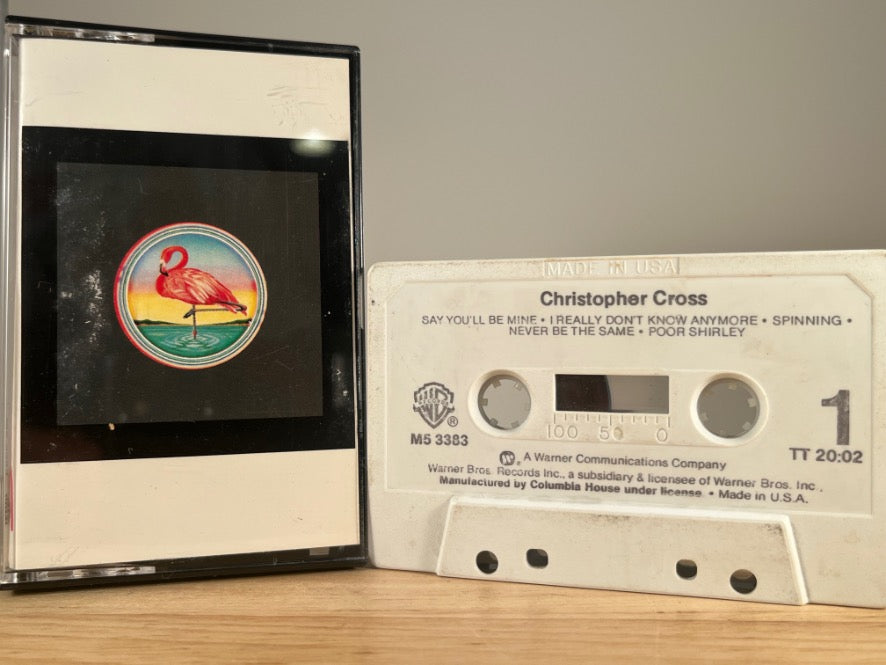 MADE IN USA
Christopher Cross
SAY YOU'LL BE MINE • I REALLY DON'T KNOW ANYMORE • SPINNING •
NEVER BE THE SAME • POOR SHIRLEY
®
M5 3383
100 50 0
1
TT 20:02
A Warner Communications Company
Warner Bros. Records Inc., a subsidiary & licensee of Warner Bros. Inc.,
Manufactured by Columbia House under license. • Made in U.S.A.